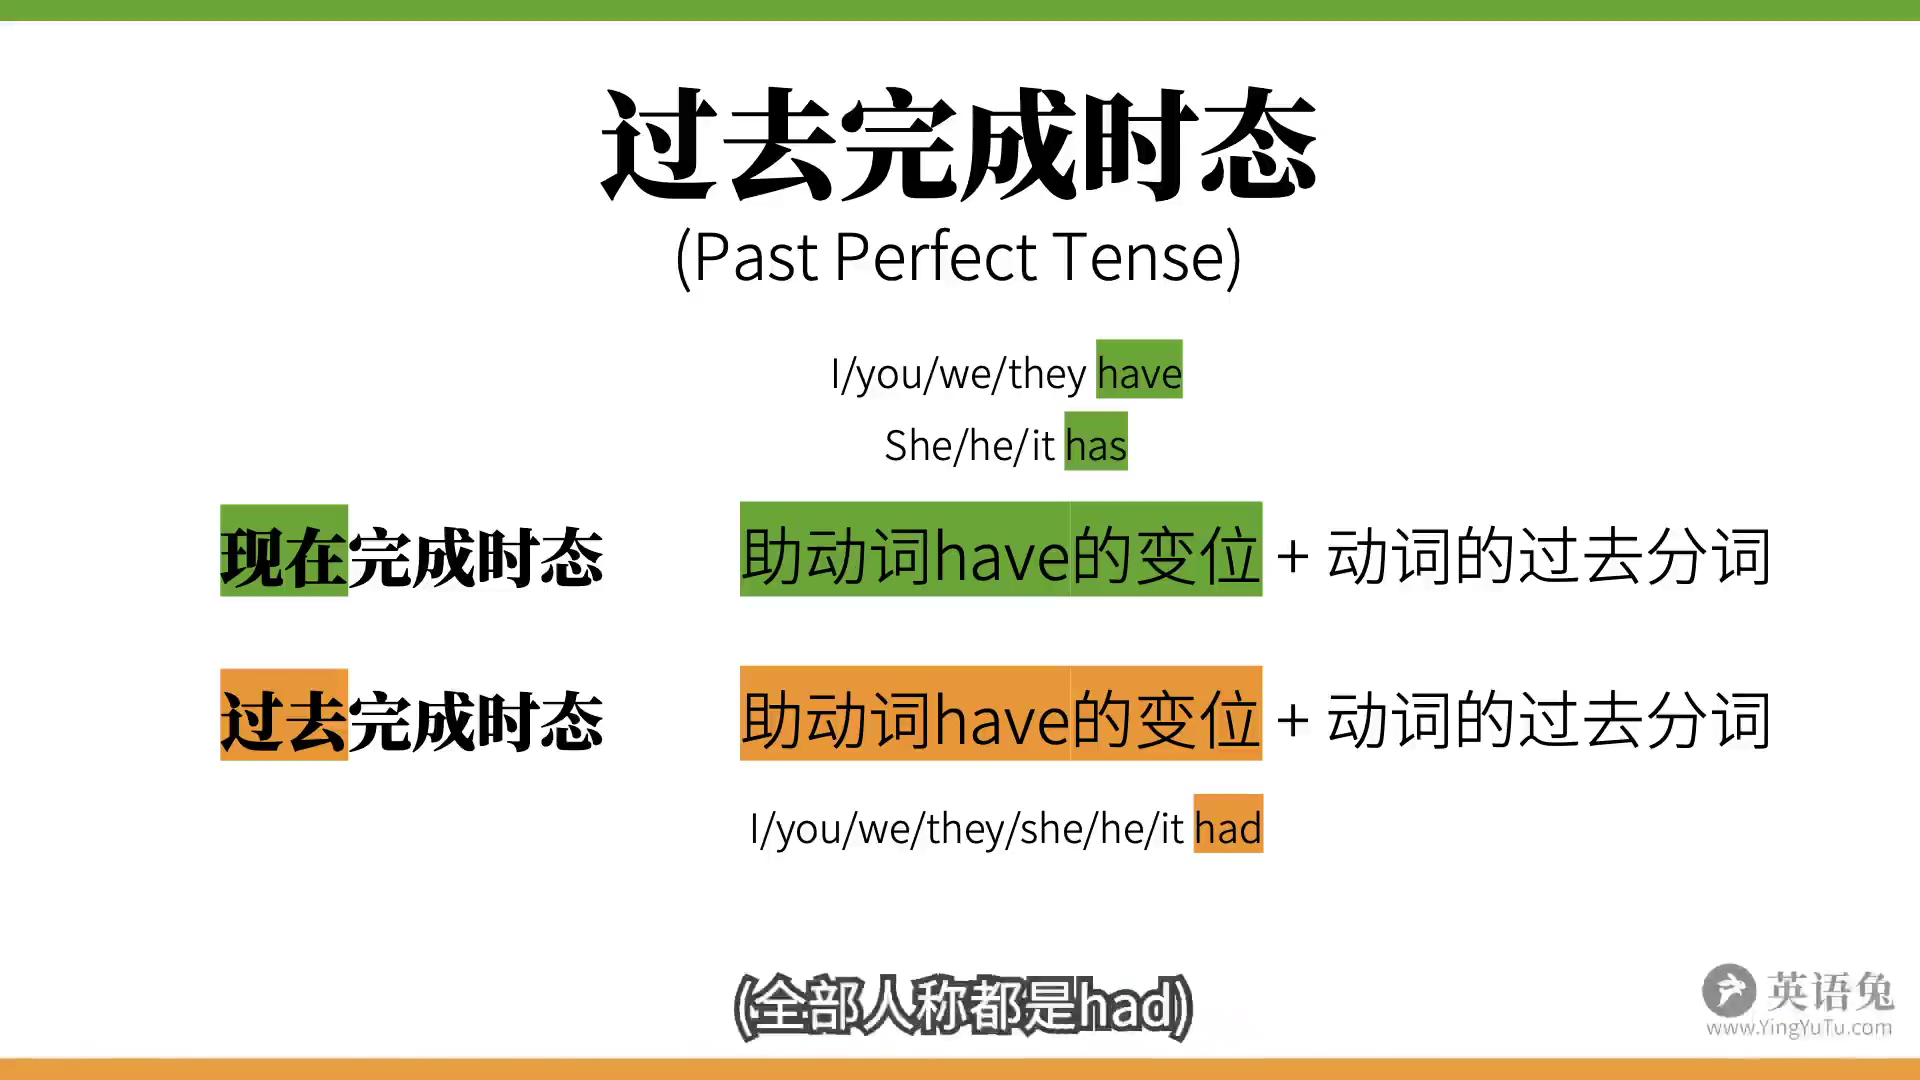 过去完成时态
(Past Perfect Tense)
I/you/we/they have
She/he/it has
现在完成时态 助动词have的变位 + 动词的过去分词
过去完成时态 助动词have的变位 + 动词的过去分词
I/you/we/they/she/he/it had
(全部人称都是had)
英语兔
www.YingYuTu.com